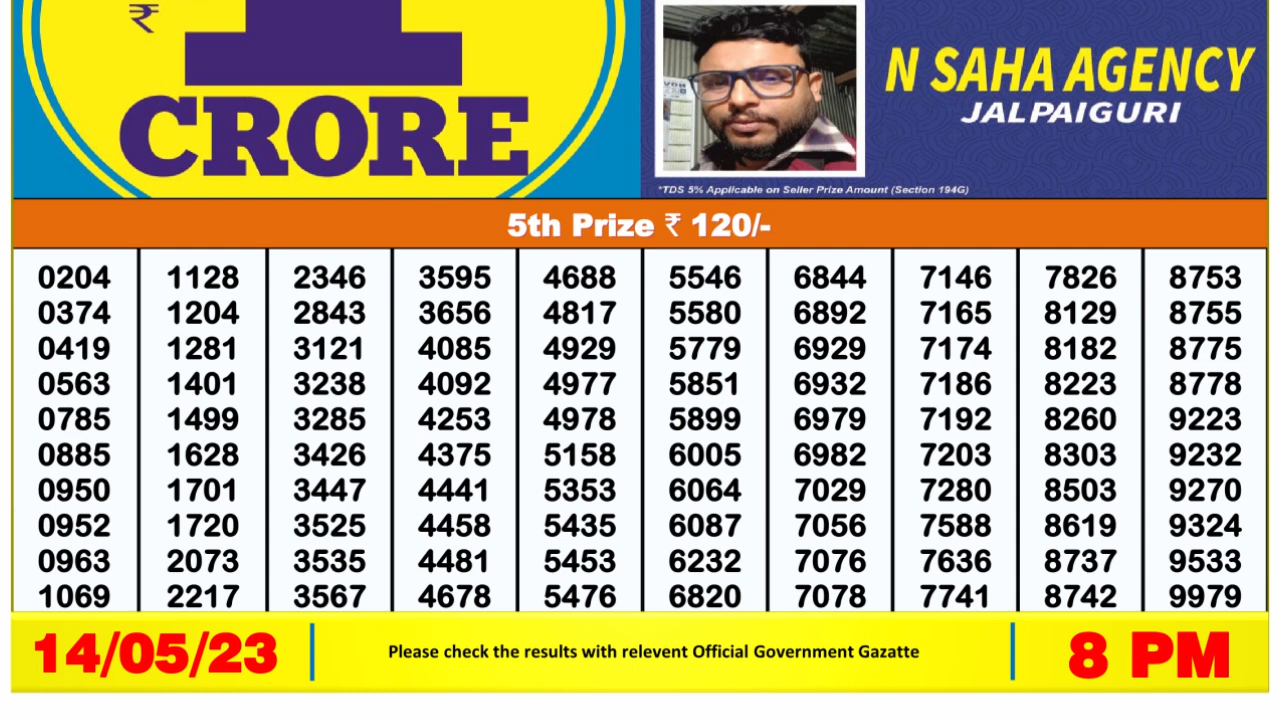 ₹ 1
CRORE
N SAHA AGENCY
JALPAIGURI
*TDS 5% Applicable on Seller Prize Amount (Section 194G)
5th Prize ₹ 120/-
0204 1128 2346 3595 4688 5546 6844 7146 7826 8753
0374 1204 2843 3656 4817 5580 6892 7165 8129 8755
0419 1281 3121 4085 4929 5779 6929 7174 8182 8775
0563 1401 3238 4092 4977 5851 6932 7186 8223 8778
0785 1499 3285 4253 4978 5899 6979 7192 8260 9223
0885 1628 3426 4375 5158 6005 6982 7203 8303 9232
0950 1701 3447 4441 5353 6064 7029 7280 8503 9270
0952 1720 3525 4458 5435 6087 7056 7588 8619 9324
0963 2073 3535 4481 5453 6232 7076 7636 8737 9533
1069 2217 3567 4678 5476 6820 7078 7741 8742 9979
14/05/23
Please check the results with relevent Official Government Gazatte
8 PM